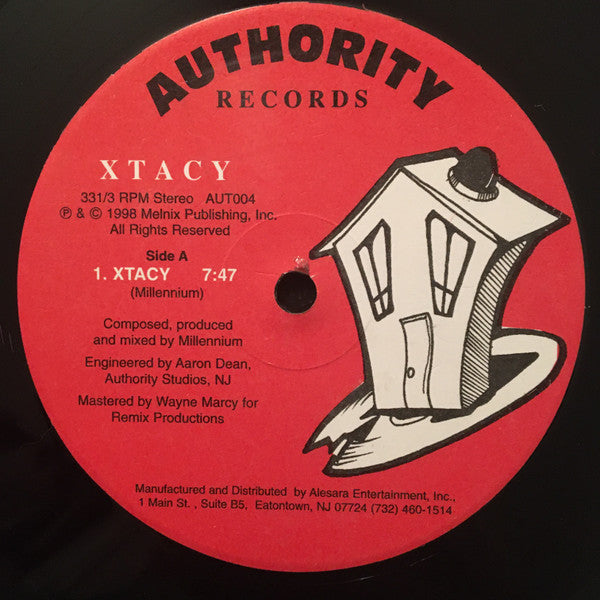 AUTHORITY
RECORDS
XTACY
331/3 RPM Stereo AUT004
℗ & © 1998 Melnix Publishing, Inc.
All Rights Reserved
Side A
1. XTACY 7:47
(Millennium)
Composed, produced
and mixed by Millennium
Engineered by Aaron Dean,
Authority Studios, NJ
Mastered by Wayne Marcy for
Remix Productions
Manufactured and Distributed by Alesara Entertainment, Inc.,
1 Main St. , Suite B5, Eatontown, NJ 07724 (732) 460-1514